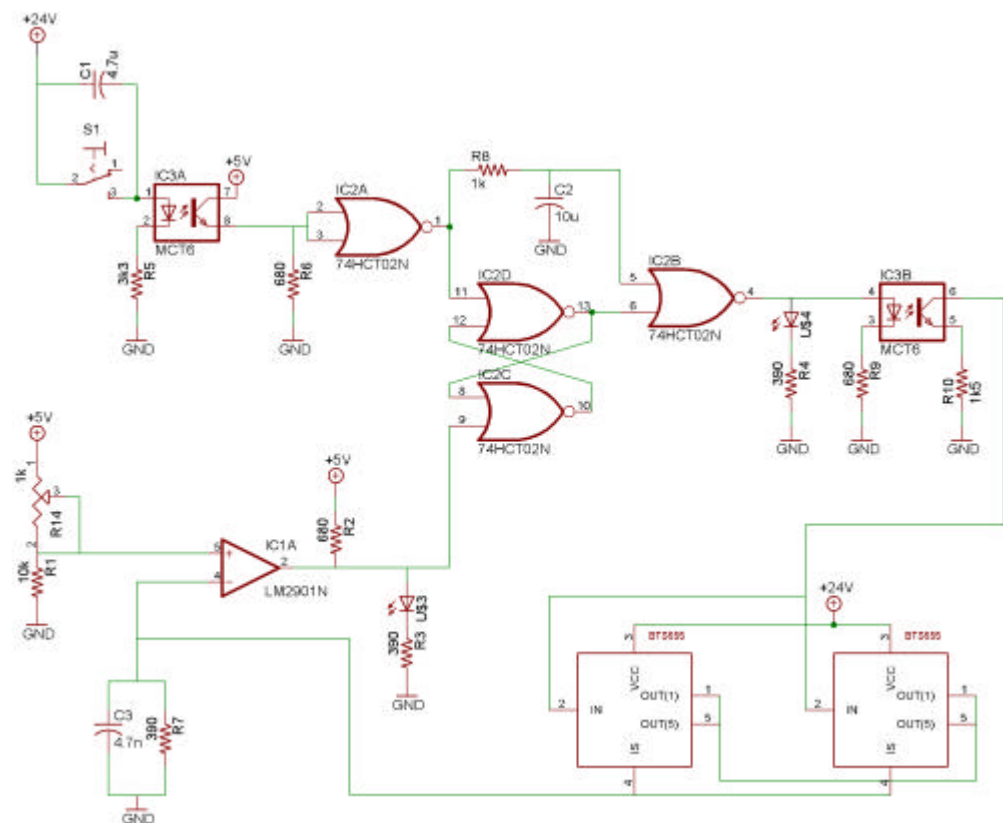 +24V
C1
4.7u
S1
1
2
3
IC3A
+5V
1
7
2
8
MCT6
3k3
R5
GND
680
R6
GND
IC2A
2
3
1
74HCT02N
R8
1k
C2
10u
GND
IC2D
11
12
13
74HCT02N
IC2C
8
9
10
74HCT02N
IC2B
5
6
4
74HCT02N
IC3B
4
6
3
5
MCT6
U$4
390
R4
GND
680
R9
GND
R10
1k5
GND
+5V
1
1k
3
R14
2
10k
R1
GND
5
+
4
-
IC1A
2
LM2901N
+5V
680
R2
U$3
390
R3
GND
C3
4.7n
390
R7
GND
+24V
3
BTS655
VCC
2
IN
OUT(1)
1
OUT(5)
5
IS
4
3
BTS655
VCC
2
IN
OUT(1)
1
OUT(5)
5
IS
4